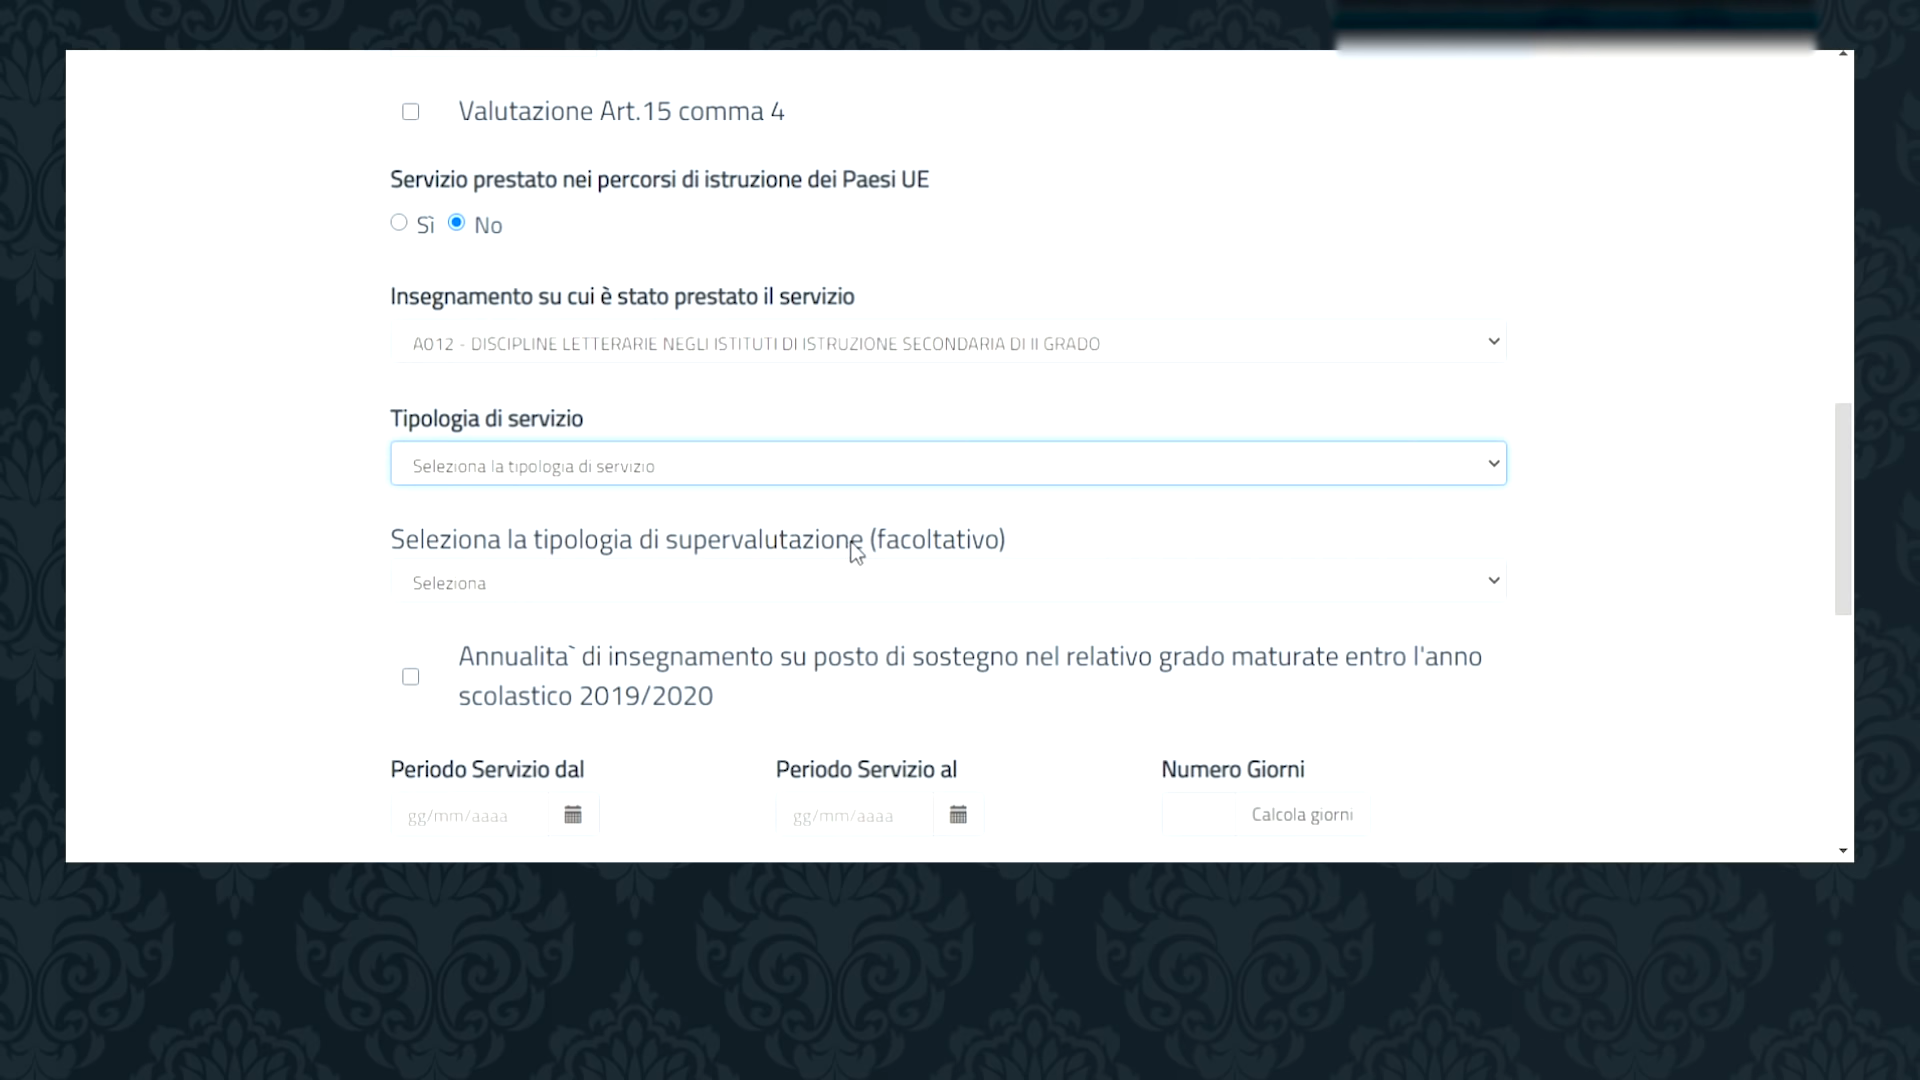 Valutazione Art.15 comma 4
Servizio prestato nei percorsi di istruzione dei Paesi UE
Sì No
Insegnamento su cui è stato prestato il servizio
A012 - DISCIPLINE LETTERARIE NEGLI ISTITUTI DI ISTRUZIONE SECONDARIA DI II GRADO
Tipologia di servizio
Seleziona la tipologia di servizio
Seleziona la tipologia di supervalutazione (facoltativo)
Seleziona
Annualita` di insegnamento su posto di sostegno nel relativo grado maturate entro l'anno
scolastico 2019/2020
Periodo Servizio dal Periodo Servizio al Numero Giorni
gg/mm/aaaa gg/mm/aaaa Calcola giorni